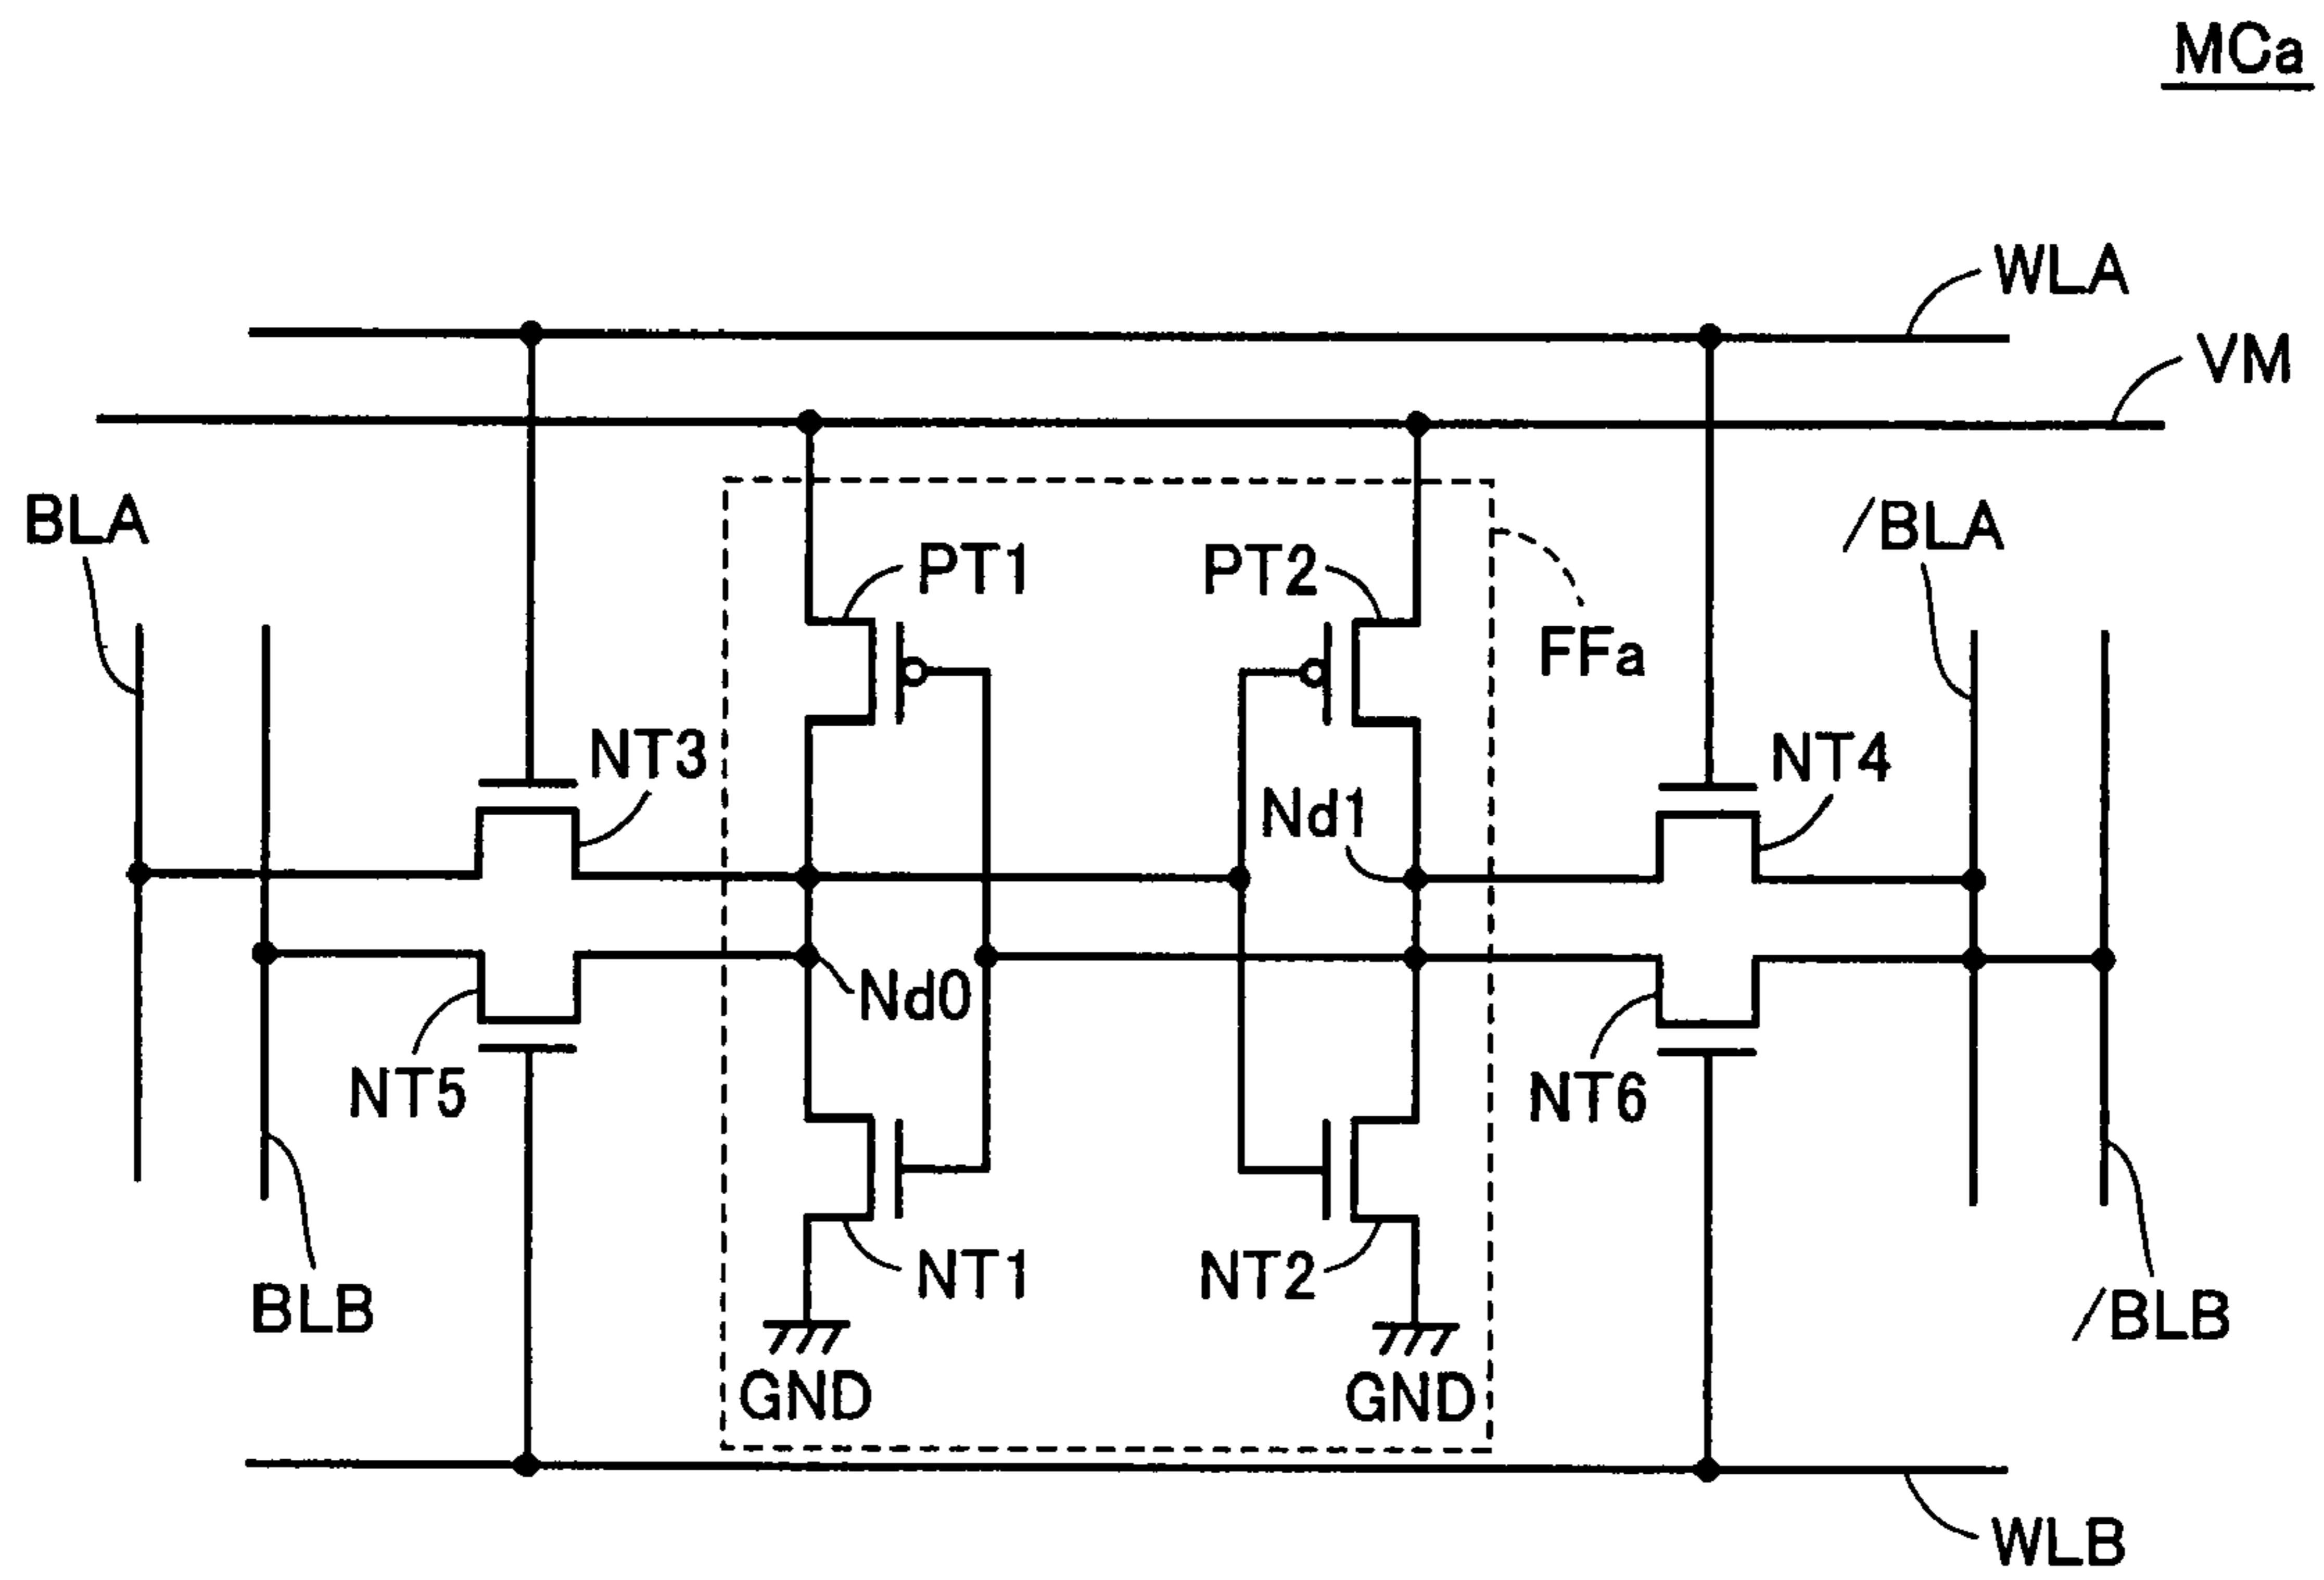 MCa
WLA
VM
BLA
/BLA
PT1
PT2
FFa
NT3
NT4
Nd1
Nd0
NT5
NT6
NT1
NT2
BLB
/BLB
GND
GND
WLB